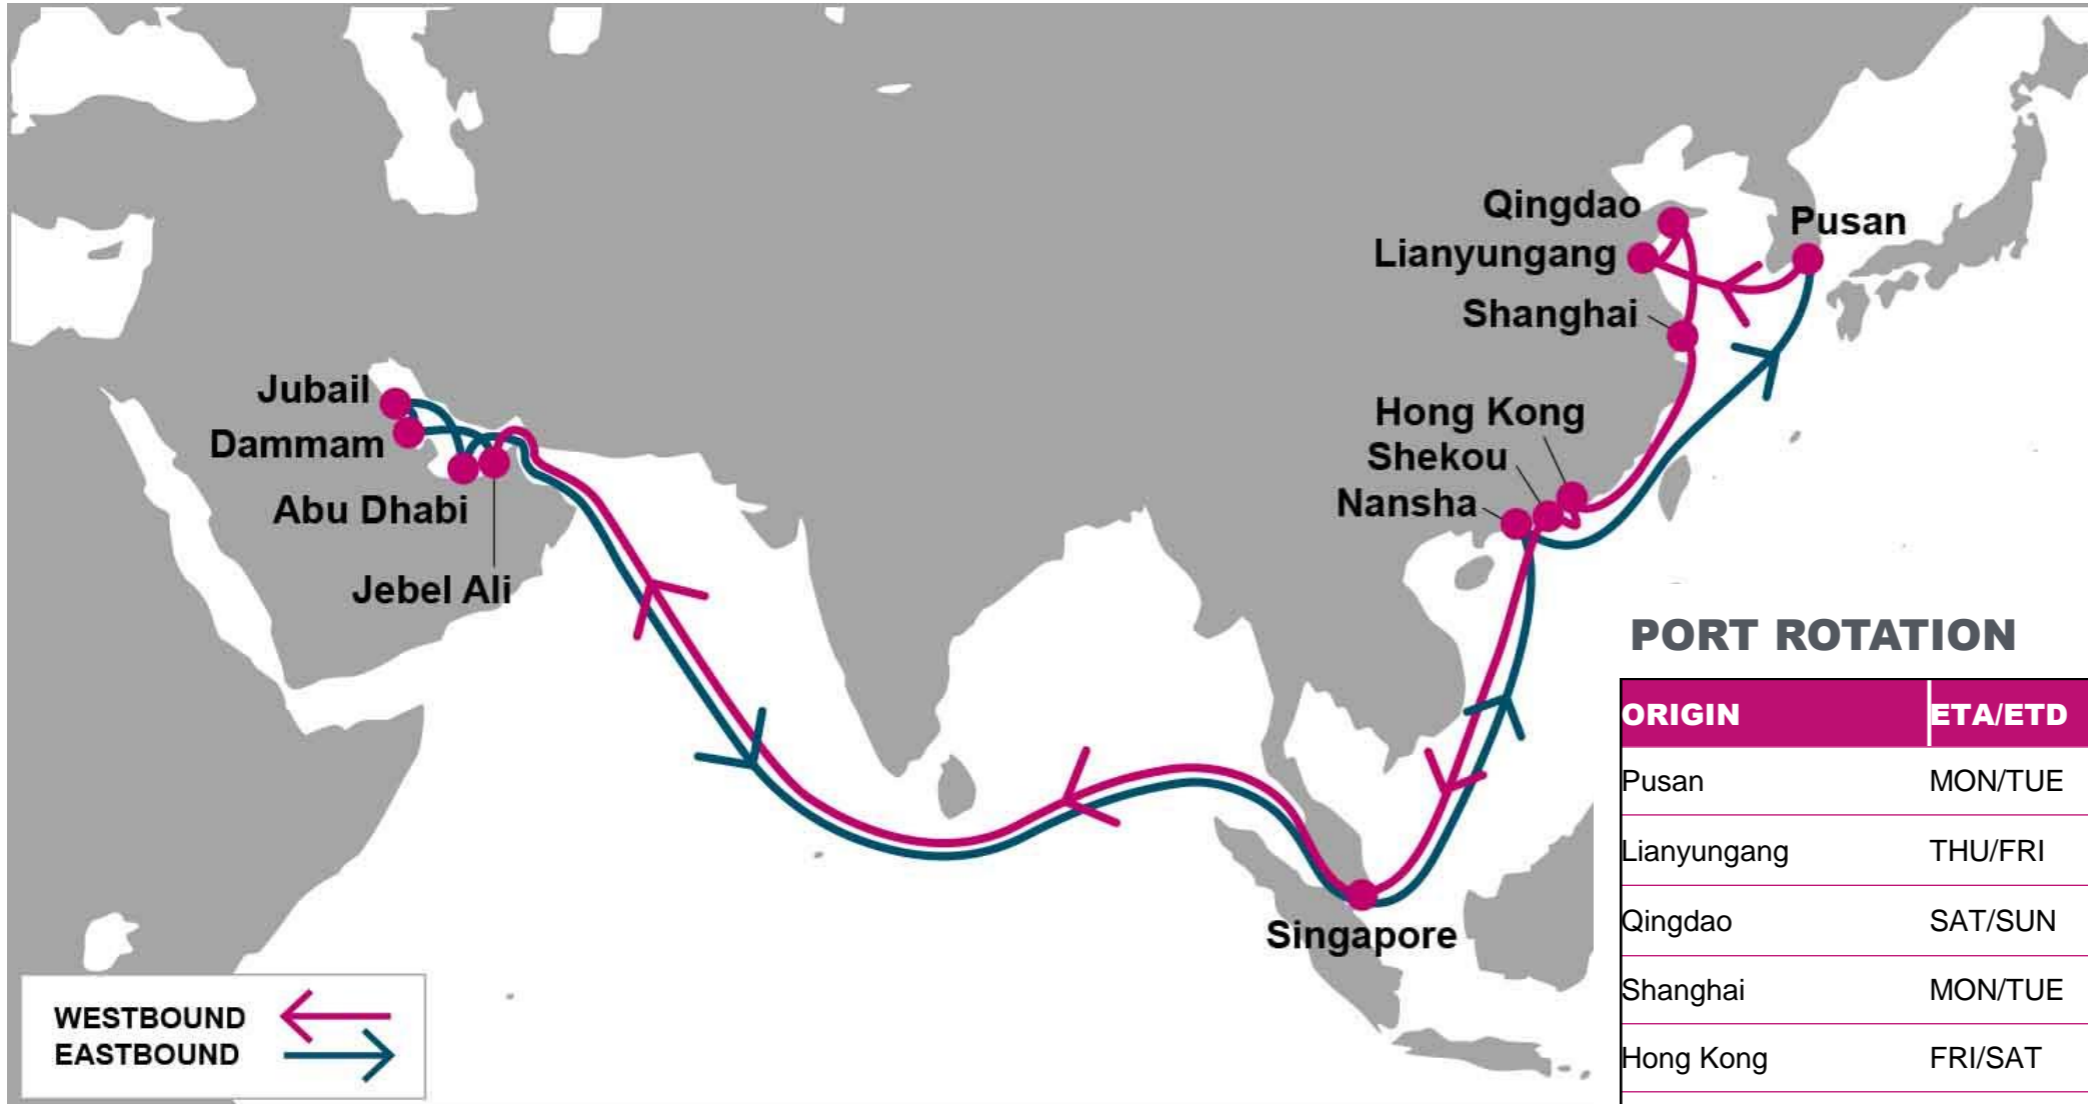 Qingdao
Pusan
Lianyungang
Shanghai
Jubail
Hong Kong
Dammam
Shekou
Nansha
Abu Dhabi
Jebel Ali
Singapore
WESTBOUND
EASTBOUND
PORT ROTATION
ORIGIN ETA/ETD
Pusan MON/TUE
Lianyungang THU/FRI
Qingdao SAT/SUN
Shanghai MON/TUE
Hong Kong FRI/SAT